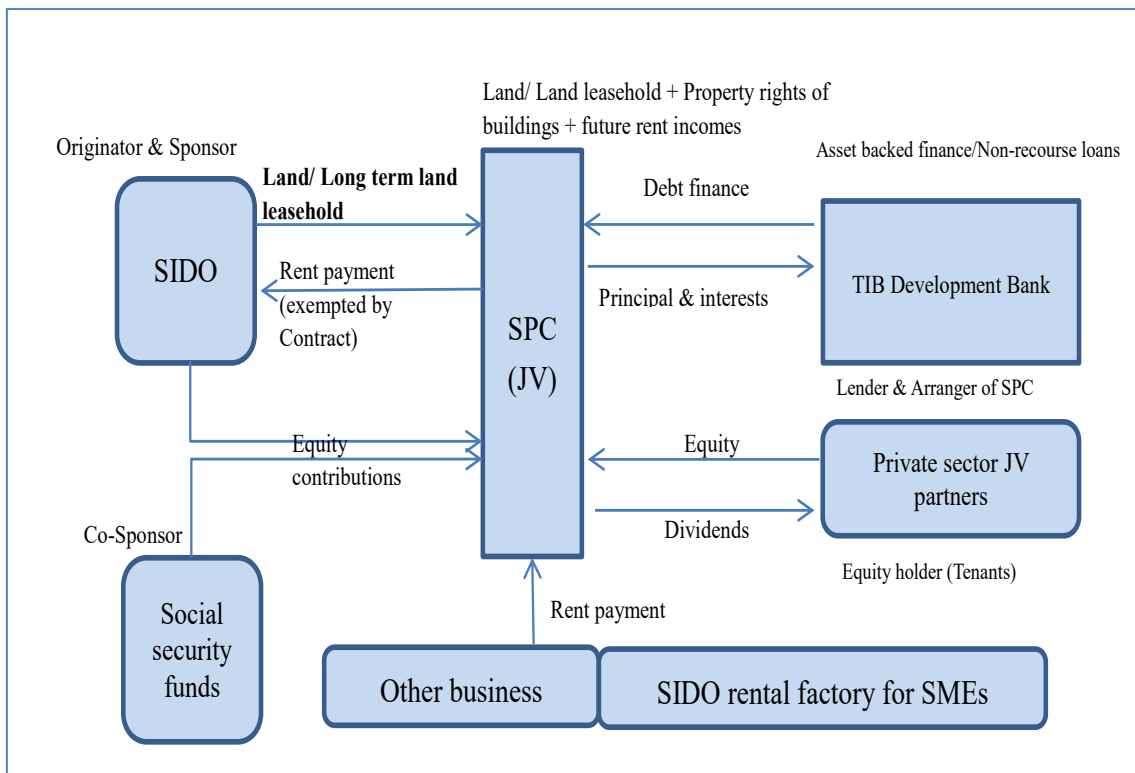 Land/ Land leasehold + Property rights of
buildings + future rent incomes
Originator & Sponsor
Asset backed finance/Non-recourse loans
Land/ Long term land
leasehold
Debt finance
SIDO
Rent payment
(exempted by
Contract)
Principal & interests
TIB Development Bank
SPC
(JV)
Lender & Arranger of SPC
Equity
contributions
Equity
Private sector JV
partners
Dividends
Co-Sponsor
Equity holder (Tenants)
Social
security
funds
Rent payment
Other business
SIDO rental factory for SMEs